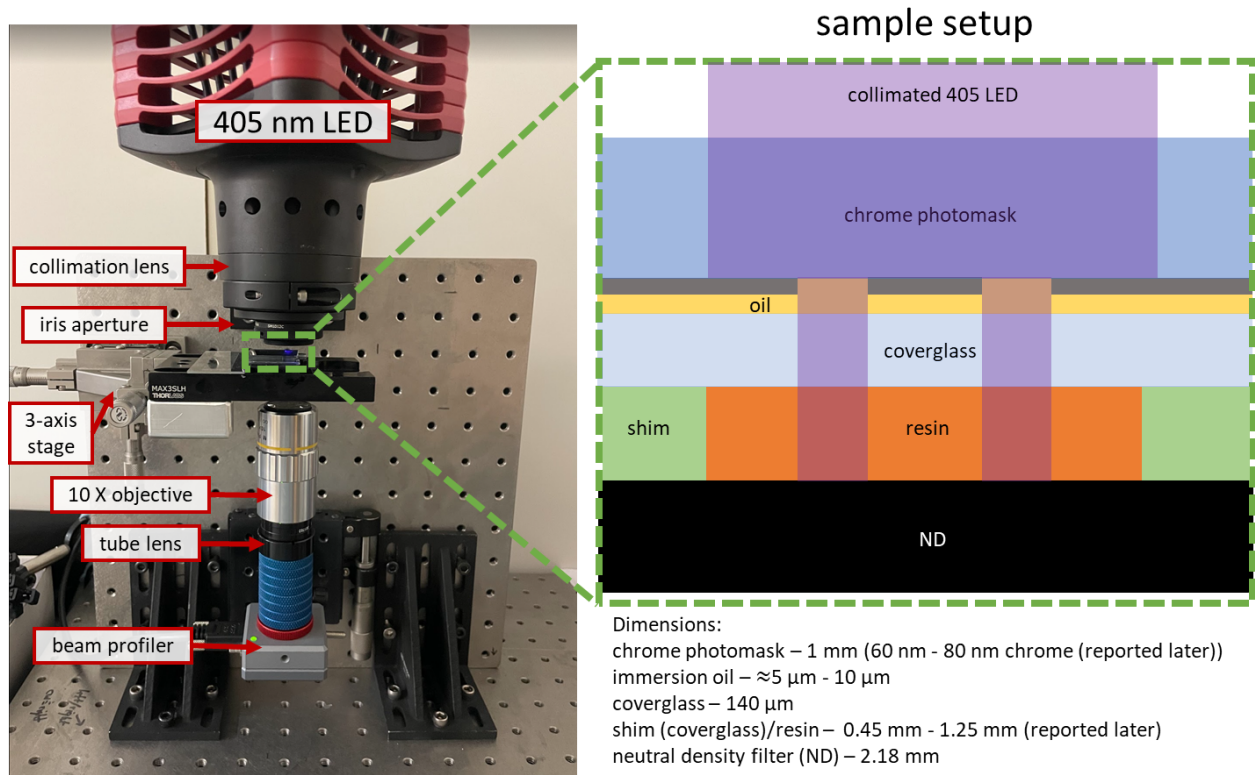 sample setup
405 nm LED
collimation lens
iris aperture
MAX3SLH
3-axis
stage
10 X objective
tube lens
beam profiler
collimated 405 LED
chrome photomask
oil
coverglass
shim
resin
ND
Dimensions:
chrome photomask – 1 mm (60 nm - 80 nm chrome (reported later))
immersion oil – ≈5 µm - 10 µm
coverglass – 140 µm
shim (coverglass)/resin – 0.45 mm - 1.25 mm (reported later)
neutral density filter (ND) – 2.18 mm